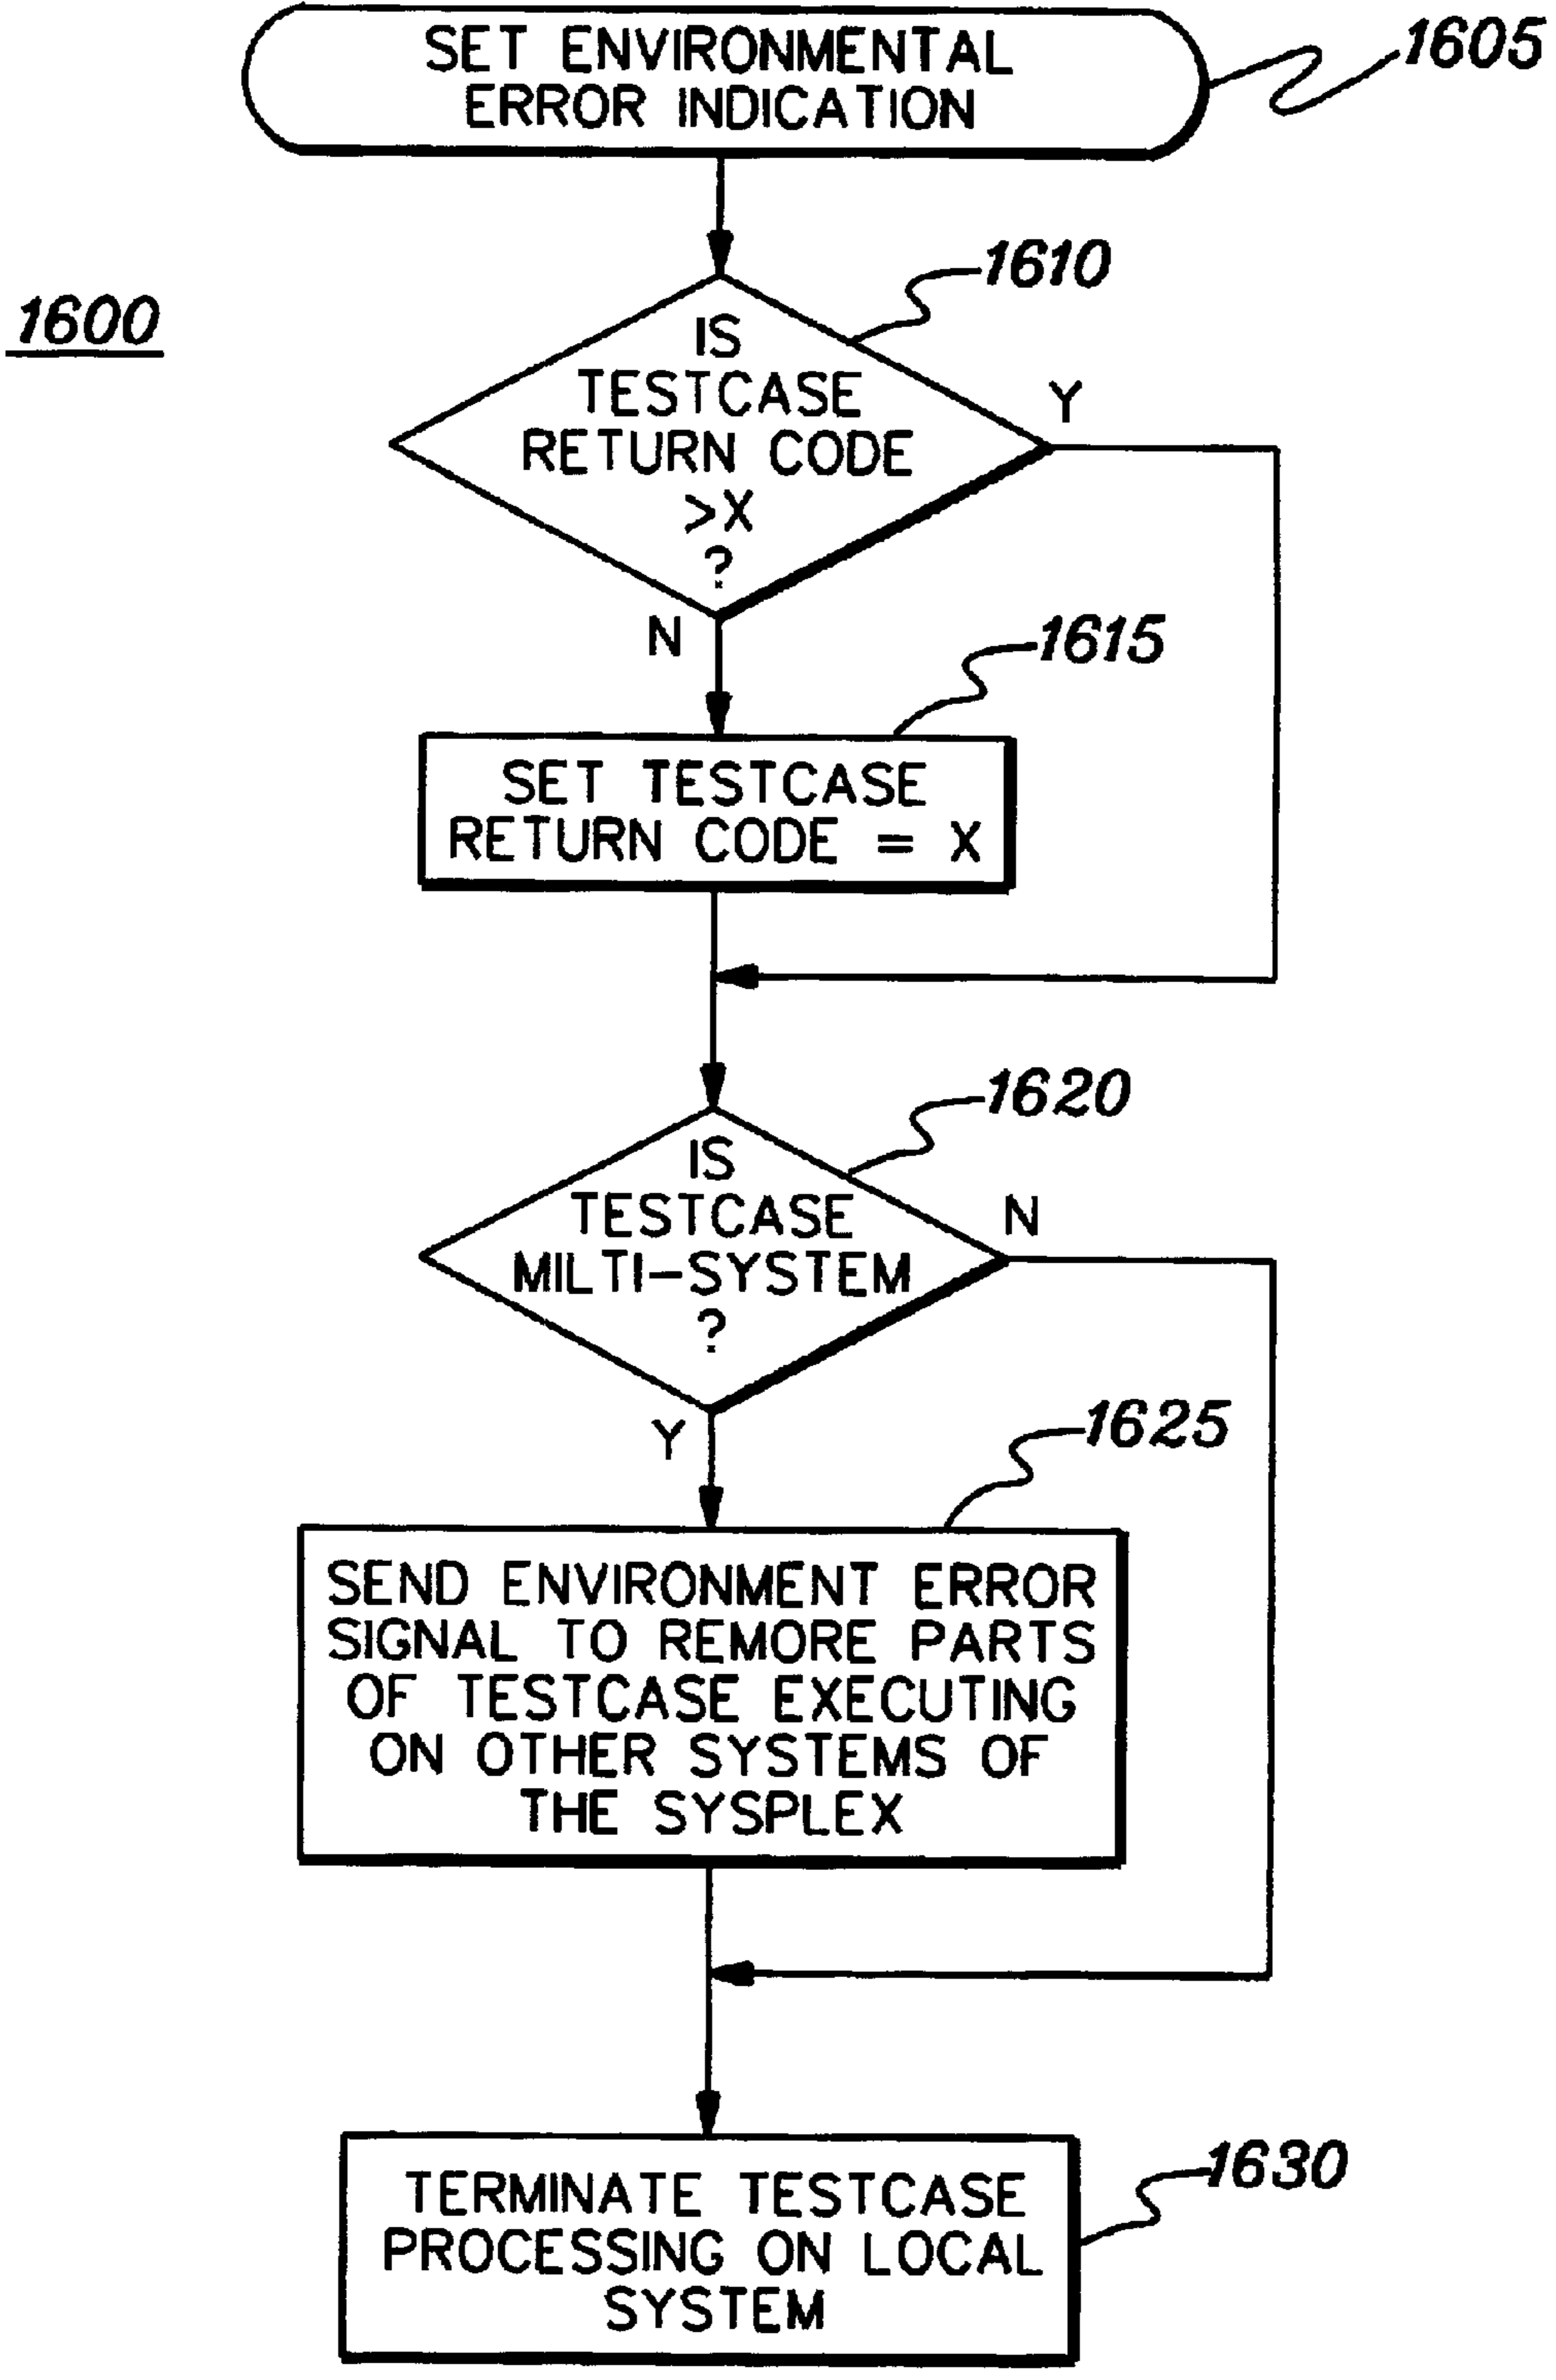 SET ENVIRONMENTAL
ERROR INDICATION
1605
1600
1610
IS
TESTCASE
RETURN CODE
>X
?
Y
N
1615
SET TESTCASE
RETURN CODE = X
1620
IS
TESTCASE
MILTI-SYSTEM
?
N
Y
1625
SEND ENVIRONMENT ERROR
SIGNAL TO REMORE PARTS
OF TESTCASE EXECUTING
ON OTHER SYSTEMS OF
THE SYSPLEX
1630
TERMINATE TESTCASE
PROCESSING ON LOCAL
SYSTEM